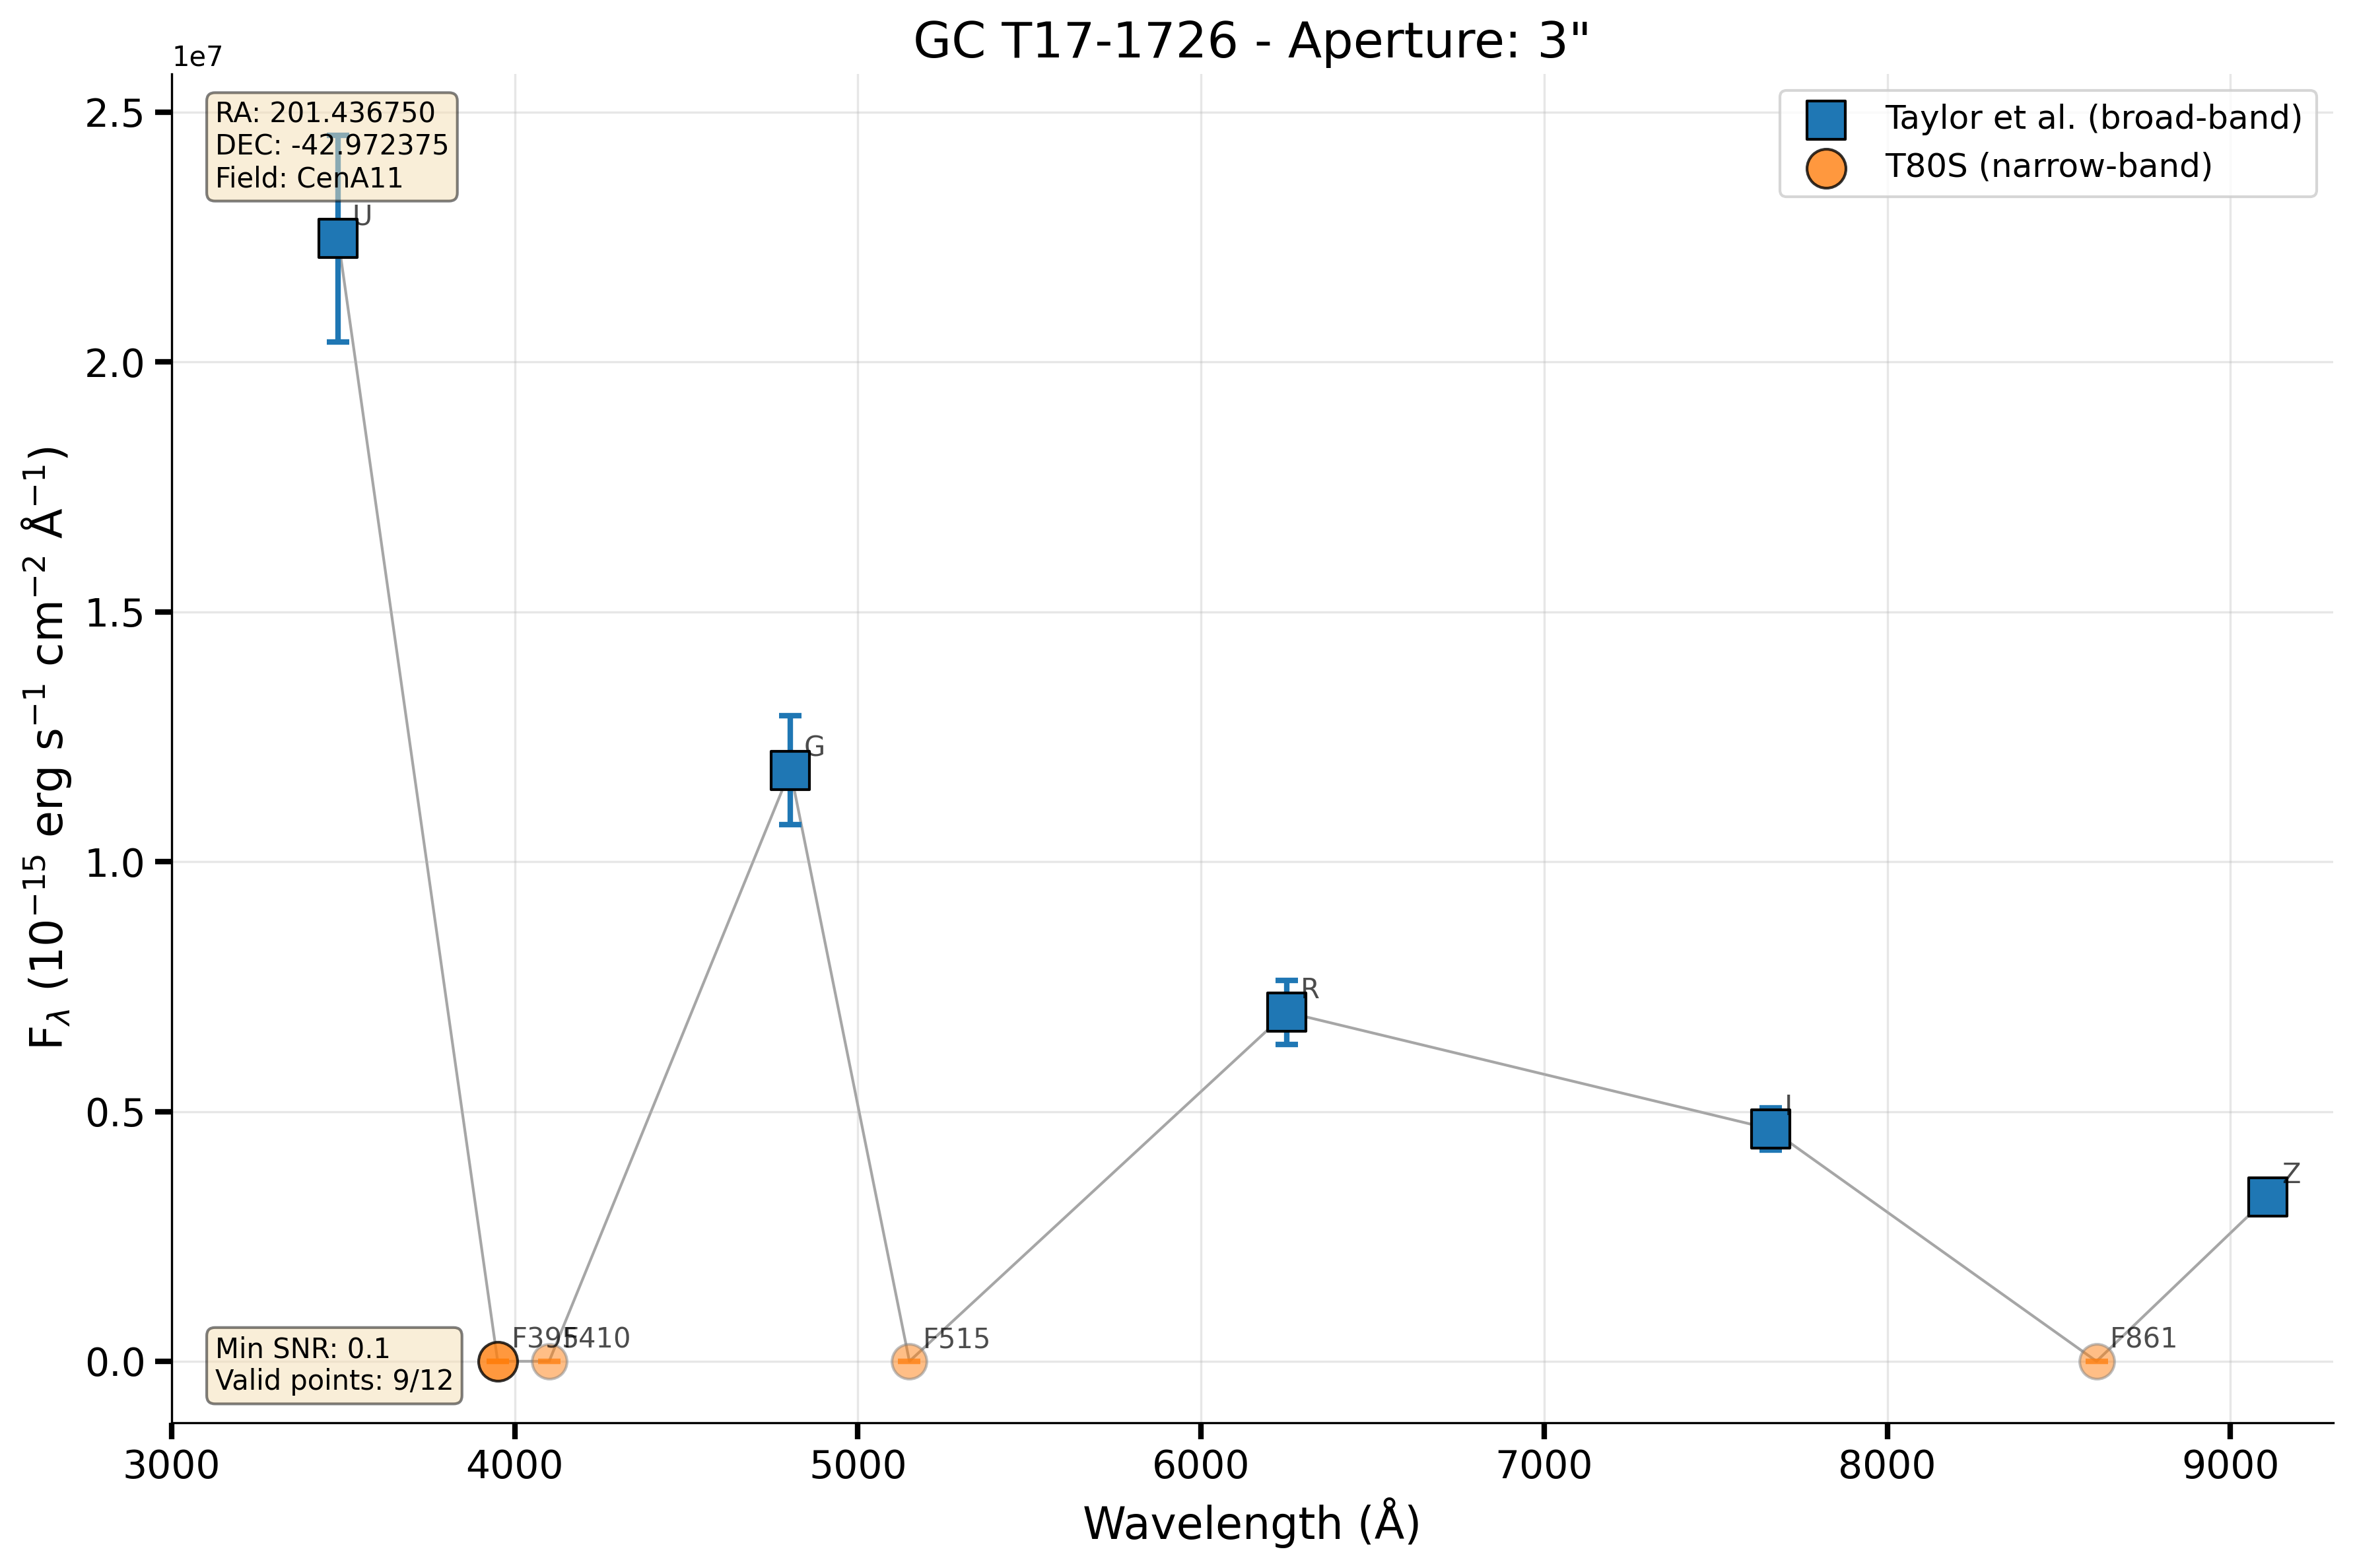 GC T17-1726 - Aperture: 3"
1e7
RA: 201.436750
DEC: -42.972375
Field: CenA11
Taylor et al. (broad-band)
T80S (narrow-band)
2.5
2.0
1.5
1.0
0.5
0.0
F_λ (10⁻¹⁵ erg s⁻¹ cm⁻² Å⁻¹)
U
G
R
I
Z
F395
F410
F515
F861
Min SNR: 0.1
Valid points: 9/12
3000 4000 5000 6000 7000 8000 9000
Wavelength (Å)